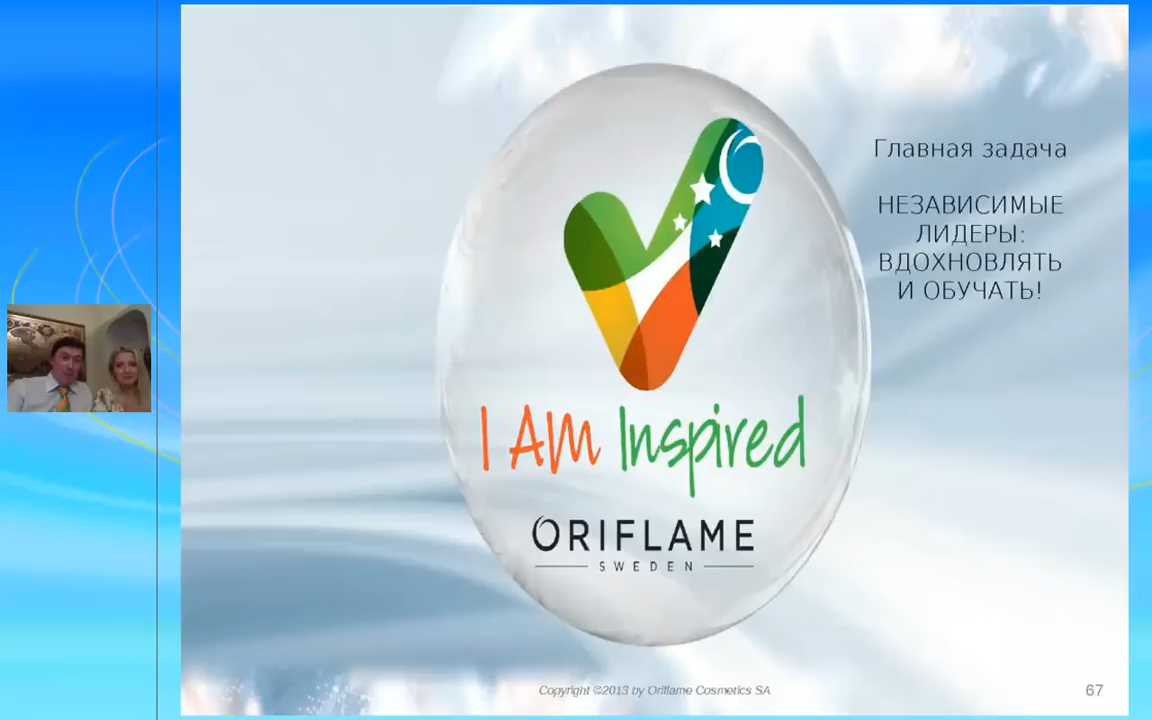 Главная задача
НЕЗАВИСИМЫЕ
ЛИДЕРЫ:
ВДОХНОВЛЯТЬ
И ОБУЧАТЬ!
I AM Inspired
ORIFLAME
SWEDEN
Copyright ©2013 by Oriflame Cosmetics SA
67